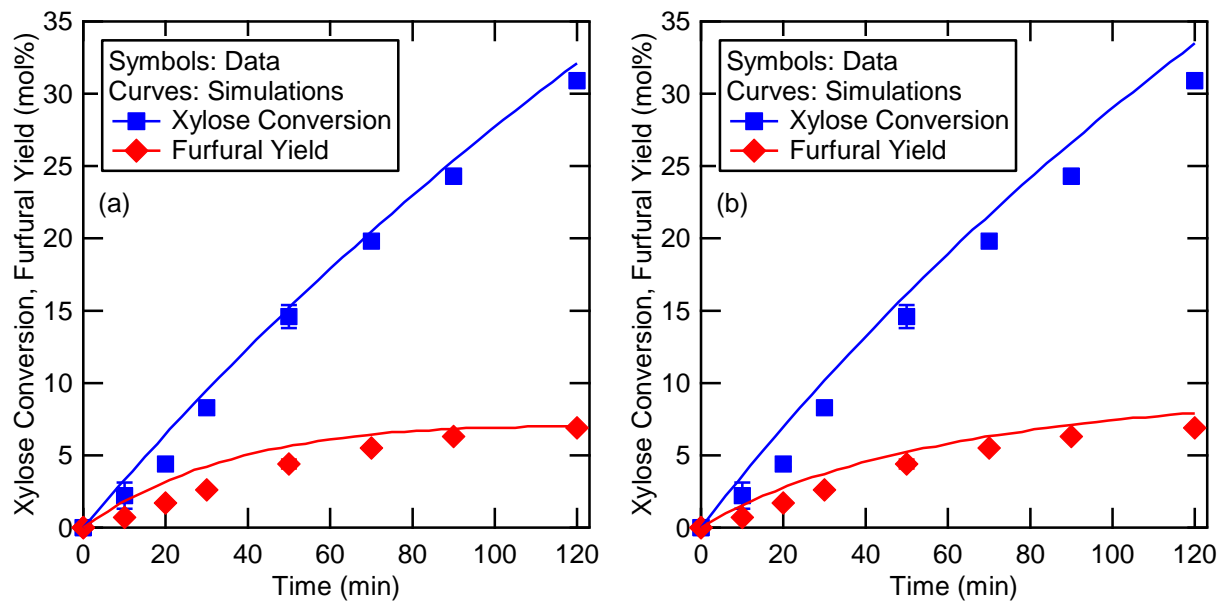 Xylose Conversion, Furfural Yield (mol%)
35
30
25
20
15
10
5
0
Symbols: Data
Curves: Simulations
Xylose Conversion
Furfural Yield
(a)
0 20 40 60 80 100 120
Time (min)
Xylose Conversion, Furfural Yield (mol%)
35
30
25
20
15
10
5
0
Symbols: Data
Curves: Simulations
Xylose Conversion
Furfural Yield
(b)
0 20 40 60 80 100 120
Time (min)